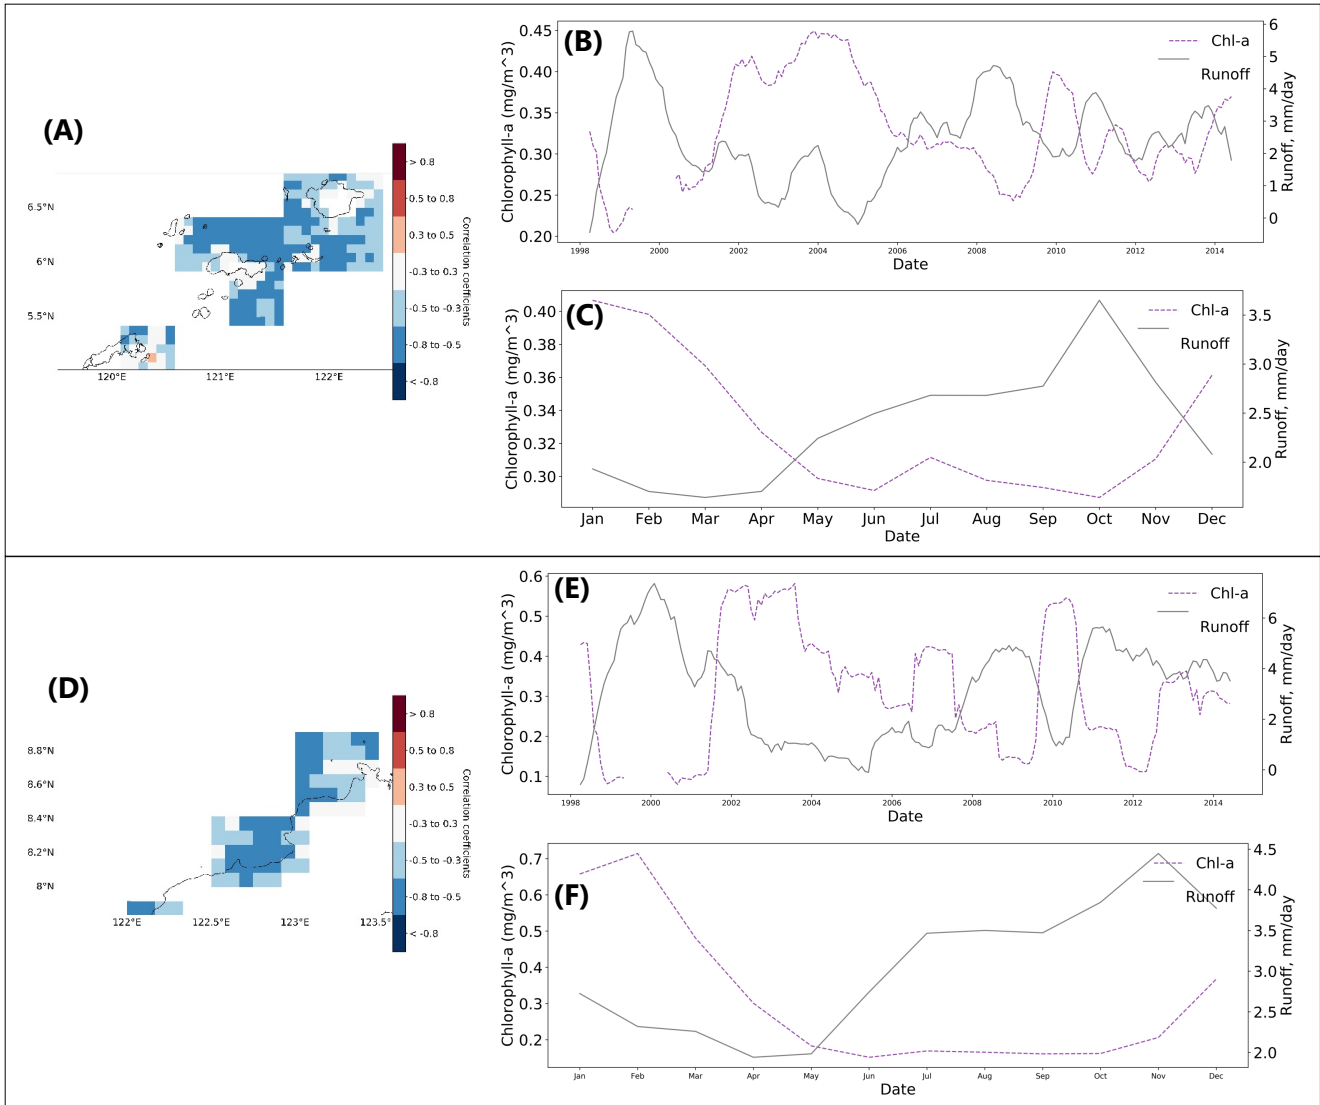 (A)
6.5°N
6°N
5.5°N
120°E
121°E
122°E
> 0.8
0.5 to 0.8
0.3 to 0.5
-0.3 to 0.3
-0.5 to -0.3
-0.8 to -0.5
< -0.8
Correlation coefficients
(B)
Chlorophyll-a (mg/m^3)
0.45
0.40
0.35
0.30
0.25
0.20
Chl-a
Runoff
6
5
4
3
2
1
0
Runoff, mm/day
1998
2000
2002
2004
2006
2008
2010
2012
2014
Date
(C)
Chlorophyll-a (mg/m^3)
0.40
0.38
0.36
0.34
0.32
0.30
Chl-a
Runoff
3.5
3.0
2.5
2.0
Runoff, mm/day
Jan
Feb
Mar
Apr
May
Jun
Jul
Aug
Sep
Oct
Nov
Dec
Date
(D)
8.8°N
8.6°N
8.4°N
8.2°N
8°N
122°E
122.5°E
123°E
123.5°
> 0.8
0.5 to 0.8
0.3 to 0.5
-0.3 to 0.3
-0.5 to -0.3
-0.8 to -0.5
< -0.8
Correlation coefficients
(E)
Chlorophyll-a (mg/m^3)
0.6
0.5
0.4
0.3
0.2
0.1
Chl-a
Runoff
6
4
2
0
Runoff, mm/day
1998
2000
2002
2004
2006
2008
2010
2012
2014
Date
(F)
Chlorophyll-a (mg/m^3)
0.7
0.6
0.5
0.4
0.3
0.2
Chl-a
Runoff
4.5
4.0
3.5
3.0
2.5
2.0
Runoff, mm/day
Jan
Feb
Mar
Apr
May
Jun
Jul
Aug
Sep
Oct
Nov
Dec
Date